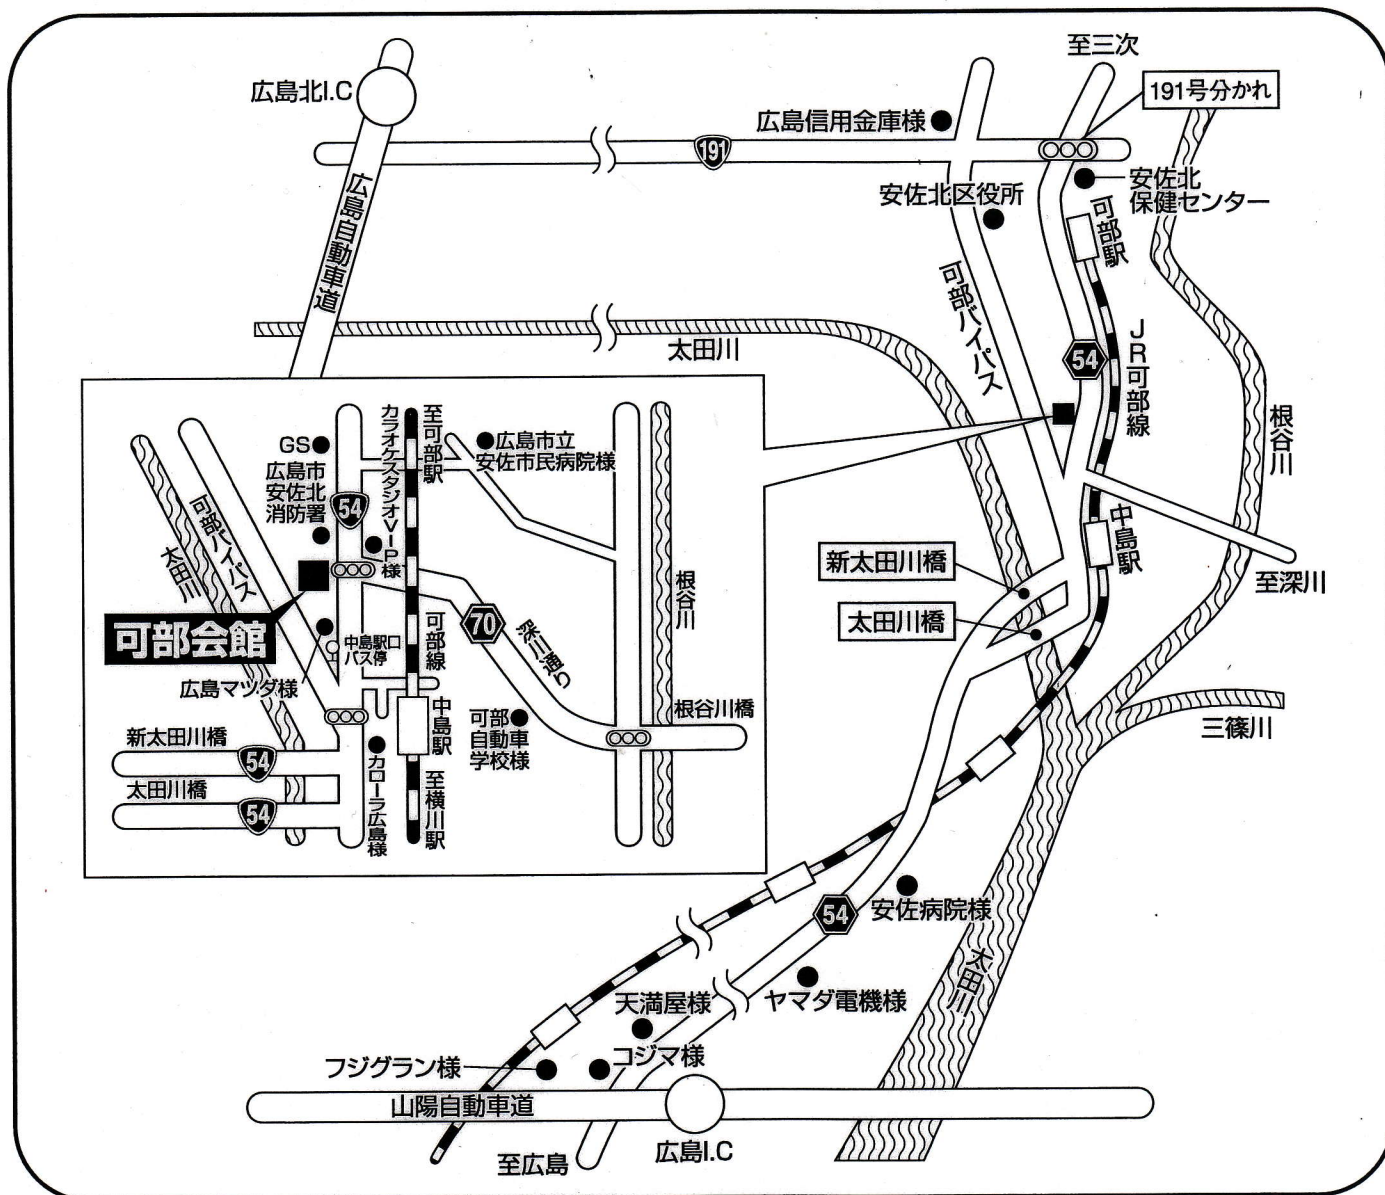 至三次
広島北I.C
191号分かれ
広島信用金庫様
191
安佐北区役所
安佐北
保健センター
広島自動車道
可部駅
可部バイパス
太田川
54
JR可部線
根谷川
中島駅
至深川
新太田川橋
太田川橋
三篠川
GS
広島市
安佐北
消防署
54
カラオケスタジオVIP様
至可部駅
広島市立
安佐市民病院様
可部バイパス
太田川
可部会館
中島駅口
バス停
可部線
70
深川通り
根谷川
広島マツダ様
中島駅
可部
自動車
学校様
根谷川橋
新太田川橋
54
太田川橋
54
カローラ広島様
至横川駅
54
安佐病院様
太田川
ヤマダ電機様
天満屋様
コジマ様
フジグラン様
山陽自動車道
広島I.C
至広島